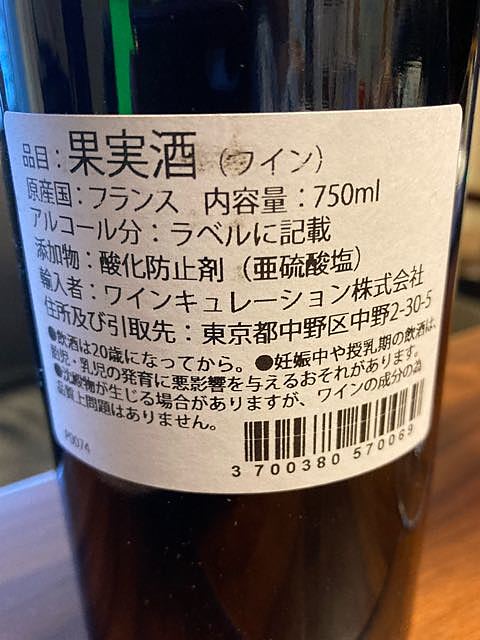 品目：果実酒（ワイン）
原産国：フランス 内容量：750ml
アルコール分：ラベルに記載
添加物：酸化防止剤（亜硫酸塩）
輸入者：ワインキュレーション株式会社
住所及び引取先：東京都中野区中野2-30-5
●飲酒は20歳になってから。●妊娠中や授乳期の飲酒は、
胎児・乳児の発育に悪影響を与えるおそれがあります。
●沈殿物が生じる場合がありますが、ワインの成分の為
品質上問題はありません。
P0074
3 700380 570069